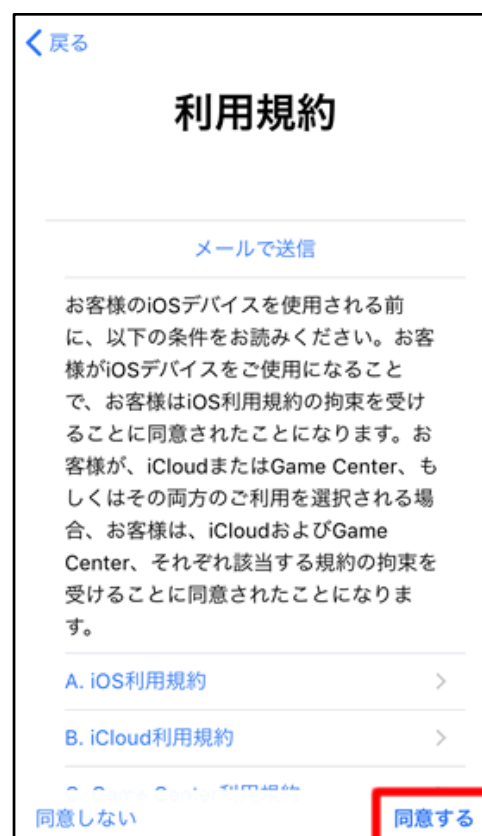 戻る
利用規約
メールで送信
お客様のiOSデバイスを使用される前
に、以下の条件をお読みください。お客
様がiOSデバイスをご使用になること
で、お客様はiOS利用規約の拘束を受け
ることに同意されたことになります。お
客様が、iCloudまたはGame Center、も
しくはその両方のご利用を選択される場
合、お客様は、iCloudおよびGame
Center、それぞれ該当する規約の拘束を
受けることに同意されたことになりま
す。
A. iOS利用規約
B. iCloud利用規約
C. Game Center利用規約
同意しない
同意する